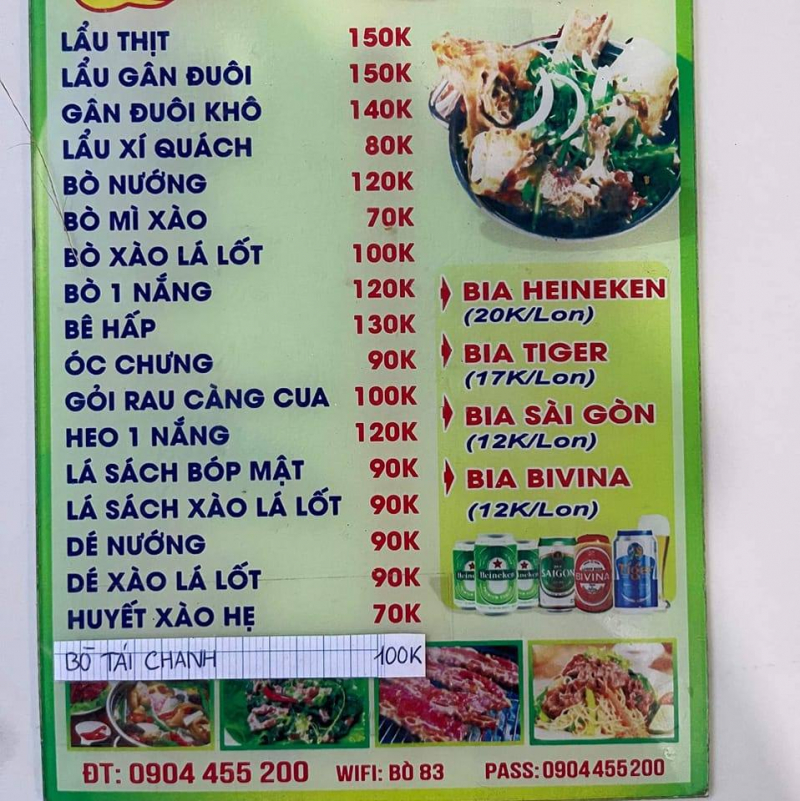 LẨU THỊT 150K
LẨU GÂN ĐUÔI 150K
GÂN ĐUÔI KHÔ 140K
LẨU XÍ QUÁCH 80K
BÒ NƯỚNG 120K
BÒ MÌ XÀO 70K
BÒ XÀO LÁ LỐT 100K
BÒ 1 NẮNG 120K
BÊ HẤP 130K
ÓC CHƯNG 90K
GỎI RAU CÀNG CUA 100K
HEO 1 NẮNG 120K
LÁ SÁCH BÓP MẬT 90K
LÁ SÁCH XÀO LÁ LỐT 90K
DÉ NƯỚNG 90K
DÉ XÀO LÁ LỐT 90K
HUYẾT XÀO HẸ 70K
BÒ TÁI CHANH 100K
BIA HEINEKEN
(20K/Lon)
BIA TIGER
(17K/Lon)
BIA SÀI GÒN
(12K/Lon)
BIA BIVINA
(12K/Lon)
Heineken
SAIGON
BIVINA
Tiger
ĐT: 0904 455 200 WIFI: BÒ 83 PASS: 0904455200